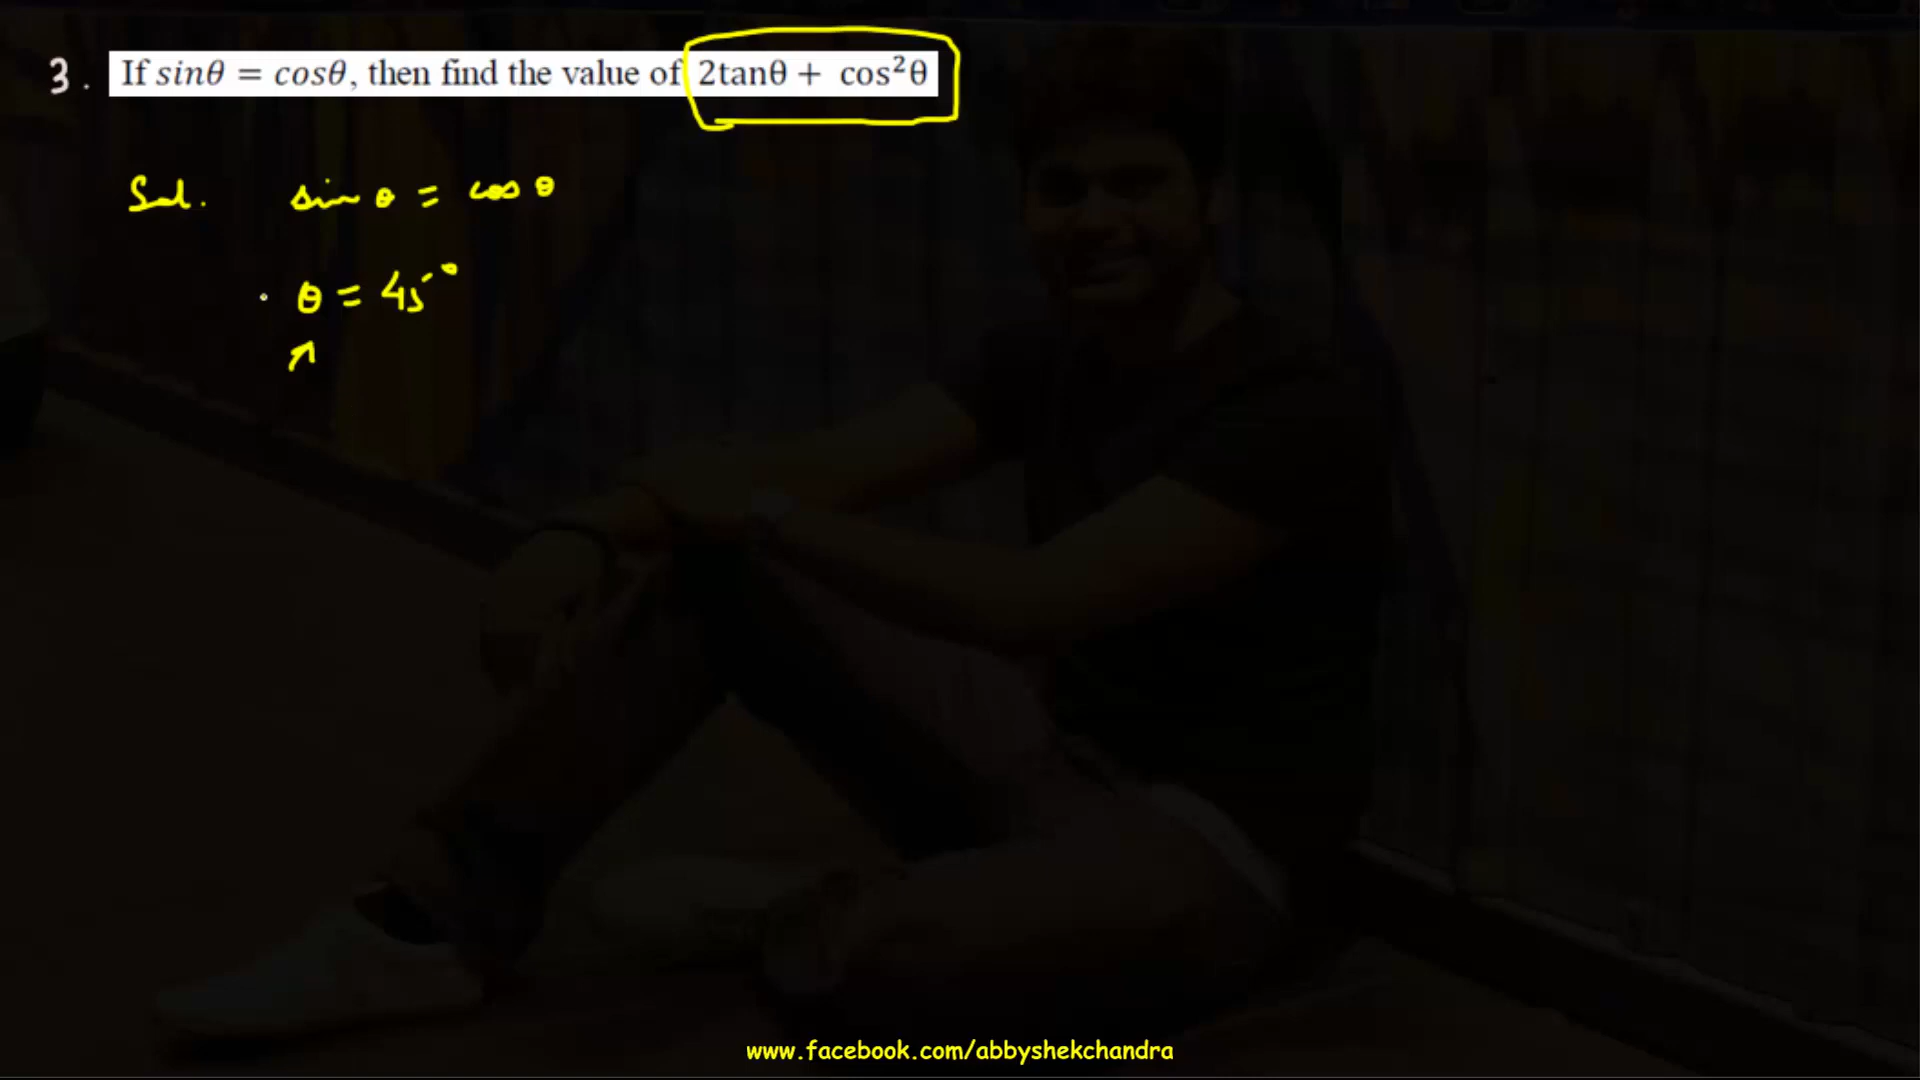 3. If sinθ = cosθ, then find the value of 2tanθ + cos²θ
Sol. sin θ = cos θ
θ = 45°
www.facebook.com/abbyshekchandra